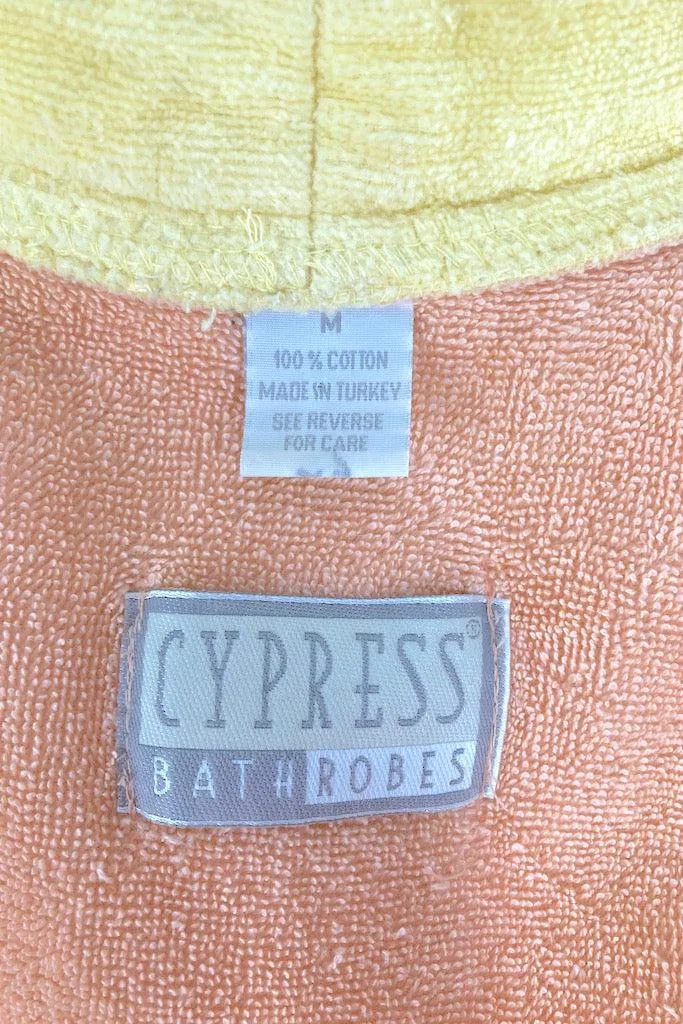 M
100 % COTTON
MADE IN TURKEY
SEE REVERSE
FOR CARE
CYPRESS®
BATHROBES